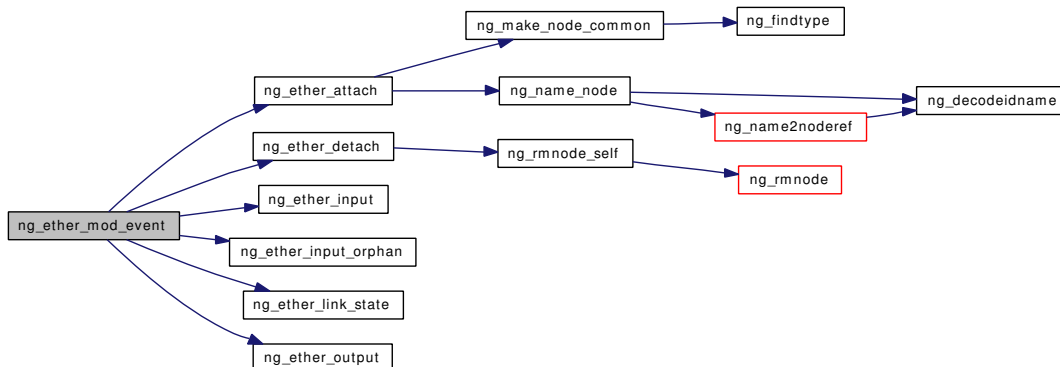 ng_make_node_common
ng_findtype
ng_ether_attach
ng_name_node
ng_decodeidname
ng_name2noderef
ng_ether_detach
ng_rmnode_self
ng_rmnode
ng_ether_input
ng_ether_mod_event
ng_ether_input_orphan
ng_ether_link_state
ng_ether_output